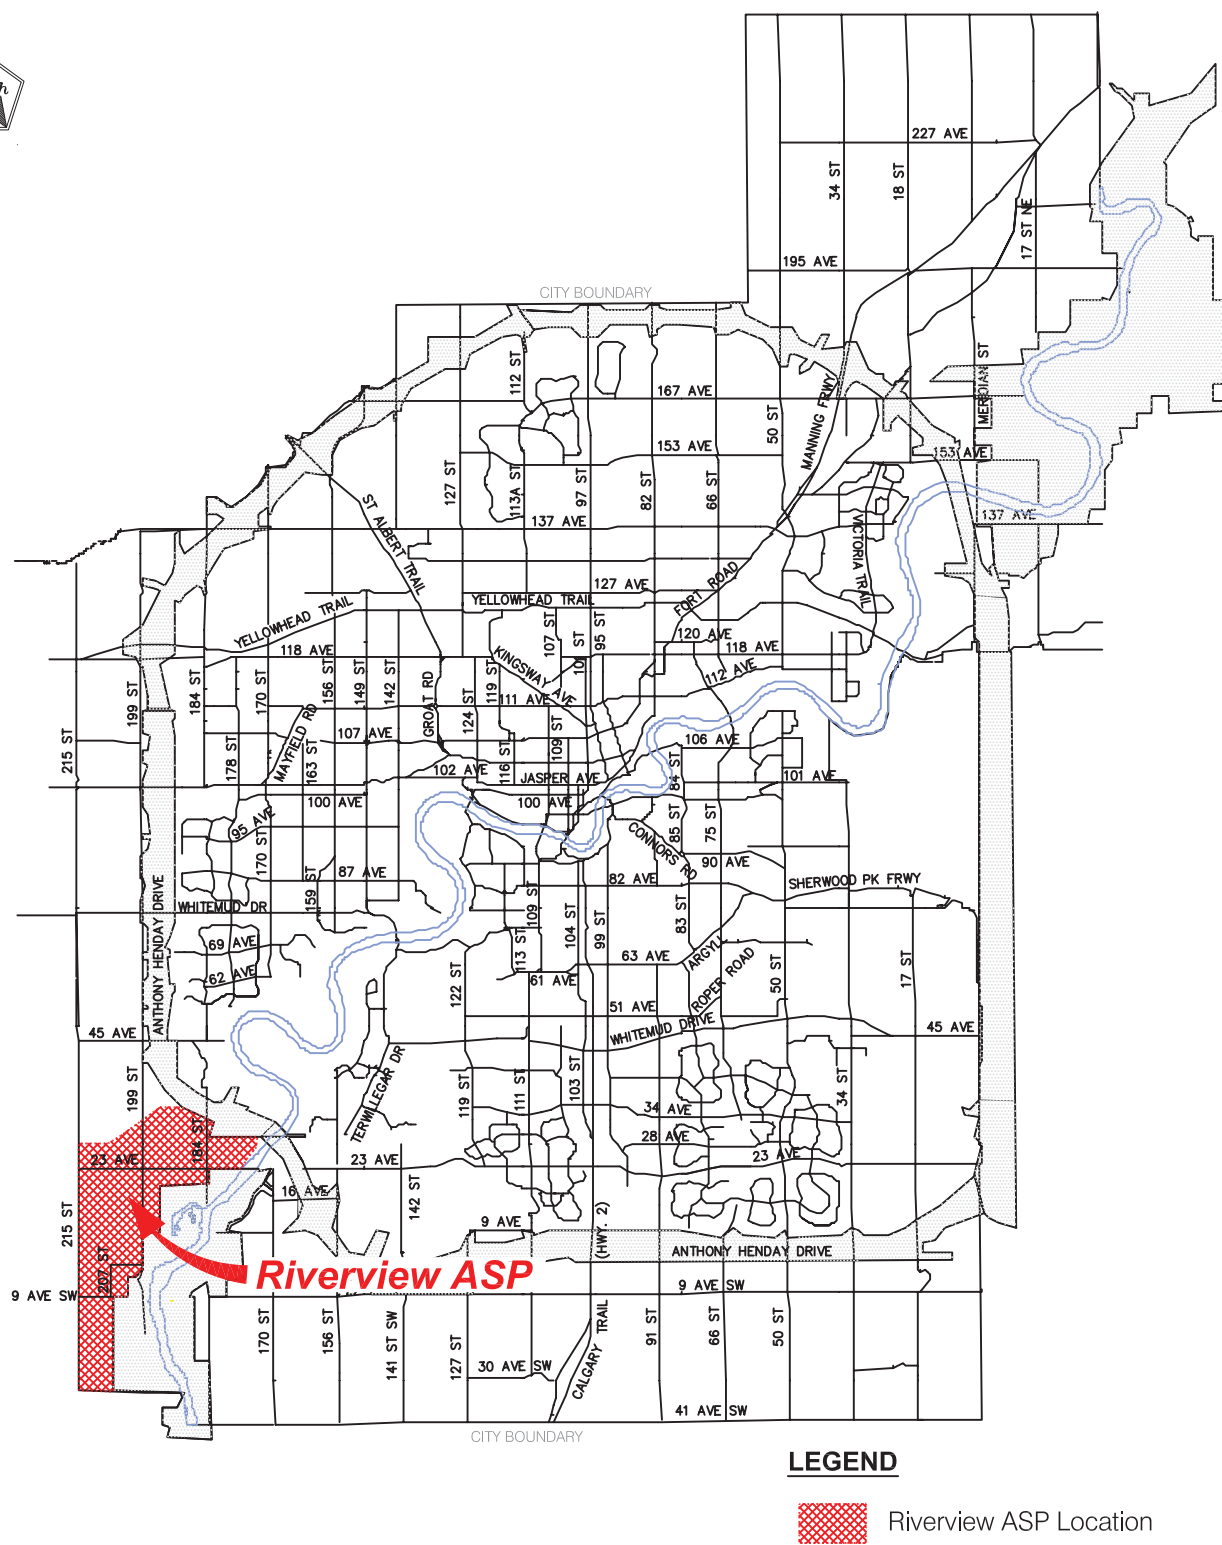 227 AVE
34 ST
18 ST
17 ST NE
195 AVE
CITY BOUNDARY
112 ST
167 AVE
MANNING FRWY
MERIDIAN ST
50 ST
153 AVE
153 AVE
127 ST
113A ST
97 ST
82 ST
66 ST
ST ALBERT TRAIL
137 AVE
137 AVE
VICTORIA TRAIL
127 AVE
FORT ROAD
YELLOWHEAD TRAIL
YELLOWHEAD TRAIL
107 ST
101 ST
95 ST
120 AVE
118 AVE
118 AVE
KINGSWAY AVE
112 AVE
199 ST
184 ST
170 ST
156 ST
149 ST
142 ST
GROAT RD
124 ST
119 ST
111 AVE
215 ST
178 ST
MAYFIELD RD
163 ST
107 AVE
116 ST
109 ST
106 AVE
102 AVE
JASPER AVE
84 ST
101 AVE
100 AVE
100 AVE
95 AVE
170 ST
CONNORS RD
85 ST
75 ST
90 AVE
159 ST
87 AVE
82 AVE
SHERWOOD PK FRWY
WHITEMUD DR
ANTHONY HENDAY DRIVE
109 ST
104 ST
99 ST
83 ST
69 AVE
113 ST
63 AVE
ARGYLL
62 AVE
122 ST
61 AVE
ROPER ROAD
50 ST
17 ST
51 AVE
WHITEMUD DRIVE
45 AVE
45 AVE
199 ST
TERWILLEGAR DR
119 ST
111 ST
103 ST
34 AVE
34 ST
184 ST
28 AVE
23 AVE
23 AVE
23 AVE
16 AVE
142 ST
215 ST
9 AVE
(HWY. 2)
207 ST
ANTHONY HENDAY DRIVE
Riverview ASP
9 AVE SW
9 AVE SW
170 ST
156 ST
141 ST SW
127 ST
30 AVE SW
CALGARY TRAIL
91 ST
66 ST
50 ST
41 AVE SW
CITY BOUNDARY
LEGEND
Riverview ASP Location